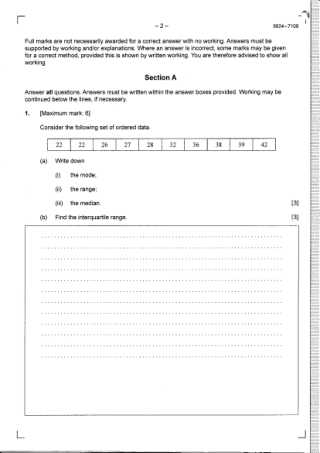 – 2 –
8824–7109
Full marks are not necessarily awarded for a correct answer with no working. Answers must be
supported by working and/or explanations. Where an answer is incorrect, some marks may be given
for a correct method, provided this is shown by written working. You are therefore advised to show all
working.
Section A
Answer all questions. Answers must be written within the answer boxes provided. Working may be
continued below the lines, if necessary.
1. [Maximum mark: 6]
Consider the following set of ordered data.
22 22 26 27 28 32 36 38 39 42
(a) Write down
(i) the mode;
(ii) the range;
(iii) the median. [3]
(b) Find the interquartile range. [3]